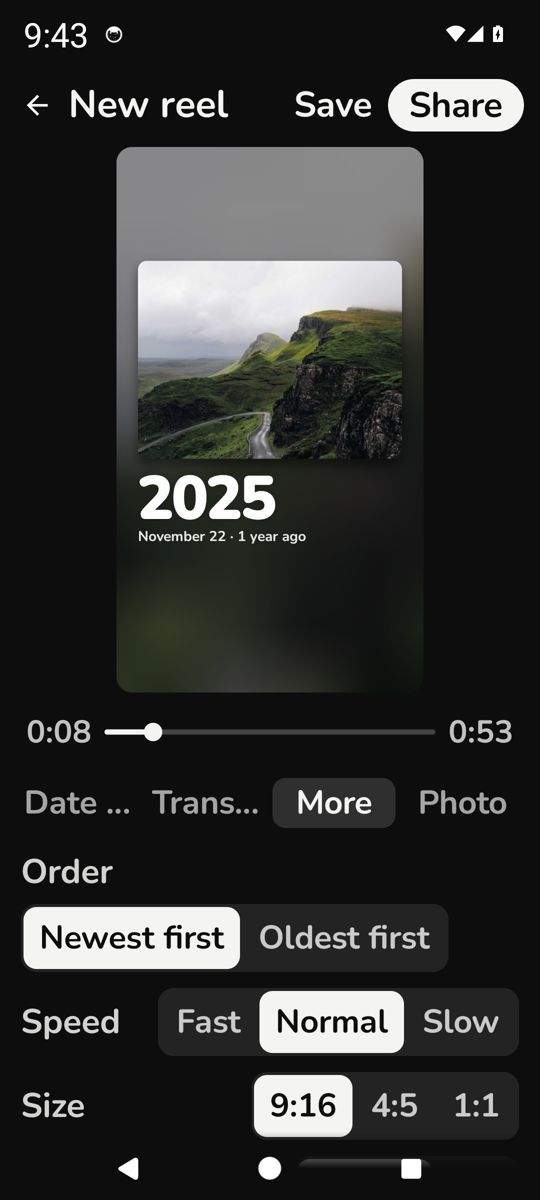 9:43
New reel
Save
Share
2025
November 22 · 1 year ago
0:08
0:53
Date ...
Trans...
More
Photo
Order
Newest first
Oldest first
Speed
Fast
Normal
Slow
Size
9:16
4:5
1:1